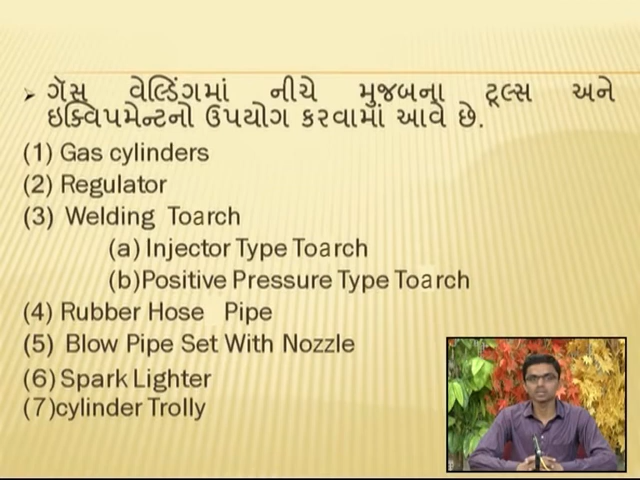 ગૅસ વેલ્ડિંગમાં નીચે મુજબના ટૂલ્સ અને
ઇક્વિપમેન્ટનો ઉપયોગ કરવામાં આવે છે.
(1) Gas cylinders
(2) Regulator
(3) Welding Toarch
(a) Injector Type Toarch
(b)Positive Pressure Type Toarch
(4) Rubber Hose Pipe
(5) Blow Pipe Set With Nozzle
(6) Spark Lighter
(7)cylinder Trolly